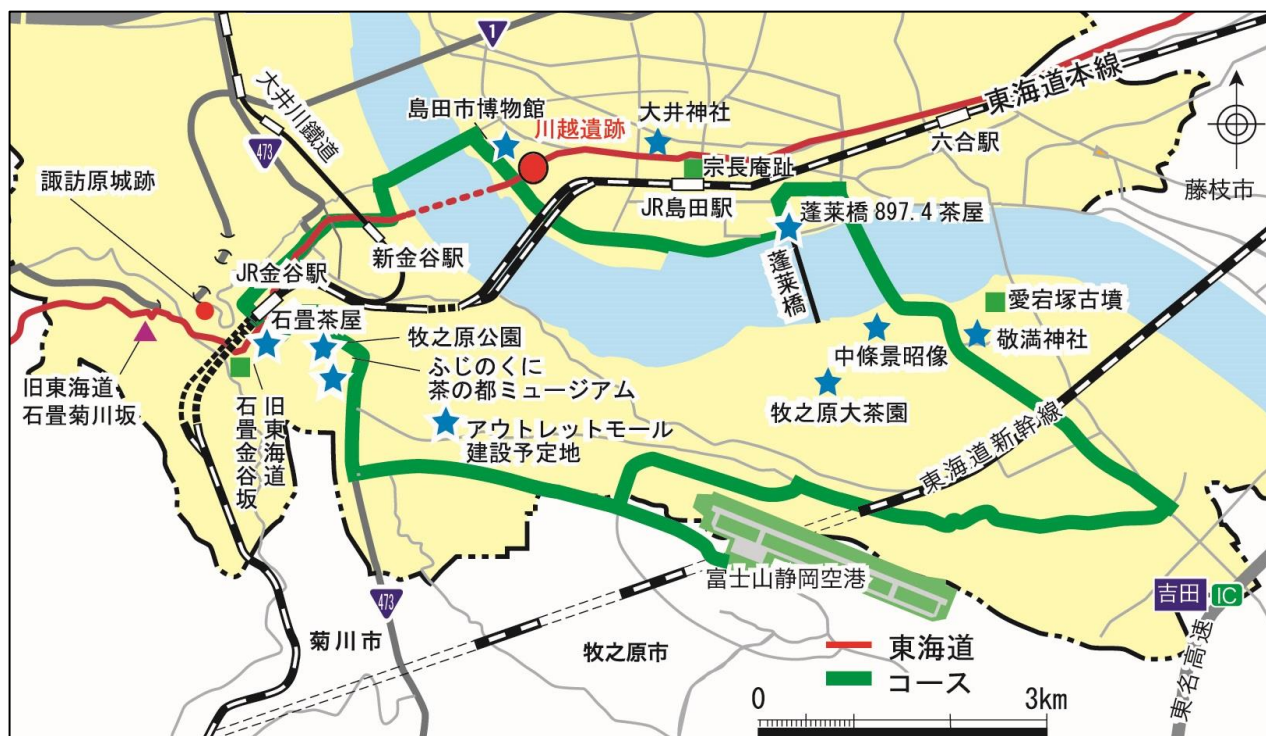 1
大井川鐵道
473
島田市博物館
川越遺跡
大井神社
東海道本線
六合駅
宗長庵趾
JR島田駅
藤枝市
諏訪原城跡
新金谷駅
JR金谷駅
蓬莱橋 897.4 茶屋
蓬莱橋
石畳茶屋
牧之原公園
ふじのくに
茶の都ミュージアム
愛宕塚古墳
敬満神社
中條景昭像
牧之原大茶園
旧東海道
石畳菊川坂
旧東海道
石畳金谷坂
アウトレットモール
建設予定地
東海道新幹線
富士山静岡空港
吉田 IC
473
菊川市
牧之原市
東海道
コース
東名高速
0 3km